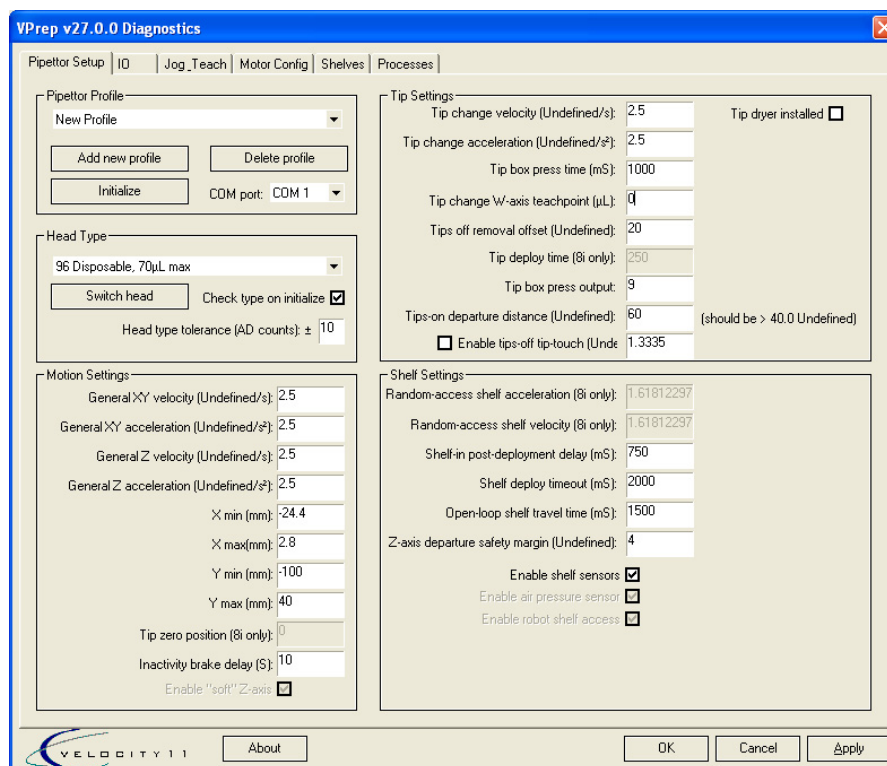 VPrep v27.0.0 Diagnostics
Pipettor Setup IO Jog_Teach Motor Config Shelves Processes
Pipettor Profile
New Profile
Add new profile Delete profile
Initialize COM port: COM 1
Head Type
96 Disposable, 70µL max
Switch head Check type on initialize
Head type tolerance (AD counts): ± 10
Motion Settings
General XY velocity (Undefined/s): 2.5
General XY acceleration (Undefined/s²): 2.5
General Z velocity (Undefined/s): 2.5
General Z acceleration (Undefined/s²): 2.5
X min (mm): -24.4
X max(mm): 2.8
Y min (mm): -100
Y max (mm): 40
Tip zero position (8i only): 0
Inactivity brake delay (S): 10
Enable "soft" Z-axis
Tip Settings
Tip change velocity (Undefined/s): 2.5 Tip dryer installed
Tip change acceleration (Undefined/s²): 2.5
Tip box press time (mS): 1000
Tip change W-axis teachpoint (µL): 0
Tips off removal offset (Undefined): 20
Tip deploy time (8i only): 250
Tip box press output: 9
Tips-on departure distance (Undefined): 60 (should be > 40.0 Undefined)
Enable tips-off tip-touch (Unde 1.3335
Shelf Settings
Random-access shelf acceleration (8i only): 1.61812297
Random-access shelf velocity (8i only): 1.61812297
Shelf-in post-deployment delay (mS): 750
Shelf deploy timeout (mS): 2000
Open-loop shelf travel time (mS): 1500
Z-axis departure safety margin (Undefined): 4
Enable shelf sensors
Enable air pressure sensor
Enable robot shelf access
VELOCITY11 About OK Cancel Apply